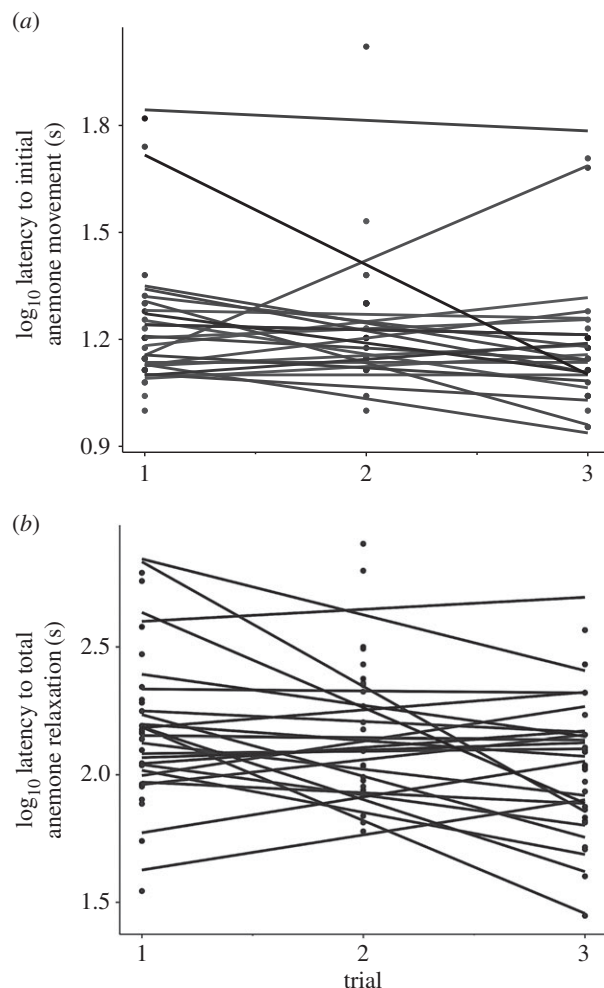 (a)
log10 latency to initial
anemone movement (s)
1.8
1.5
1.2
0.9
1 2 3
(b)
log10 latency to total
anemone relaxation (s)
2.5
2.0
1.5
1 2 3
trial